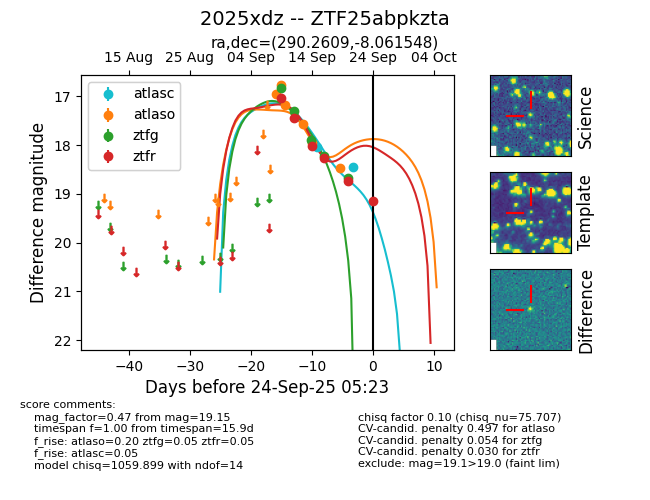 2025xdz -- ZTF25abpkzta
ra,dec=(290.2609,-8.061548)
15 Aug 25 Aug 04 Sep 14 Sep 24 Sep 04 Oct
atlasc
atlaso
ztfg
ztfr
17
18
19
20
21
22
Difference magnitude
−40 −30 −20 −10 0 10
Days before 24-Sep-25 05:23
Science
Template
Difference
score comments:
mag_factor=0.47 from mag=19.15
timespan f=1.00 from timespan=15.9d
f_rise: atlaso=0.20 ztfg=0.05 ztfr=0.05
f_rise: atlasc=0.05
model chisq=1059.899 with ndof=14
chisq factor 0.10 (chisq_nu=75.707)
CV-candid. penalty 0.497 for atlaso
CV-candid. penalty 0.054 for ztfg
CV-candid. penalty 0.030 for ztfr
exclude: mag=19.1>19.0 (faint lim)